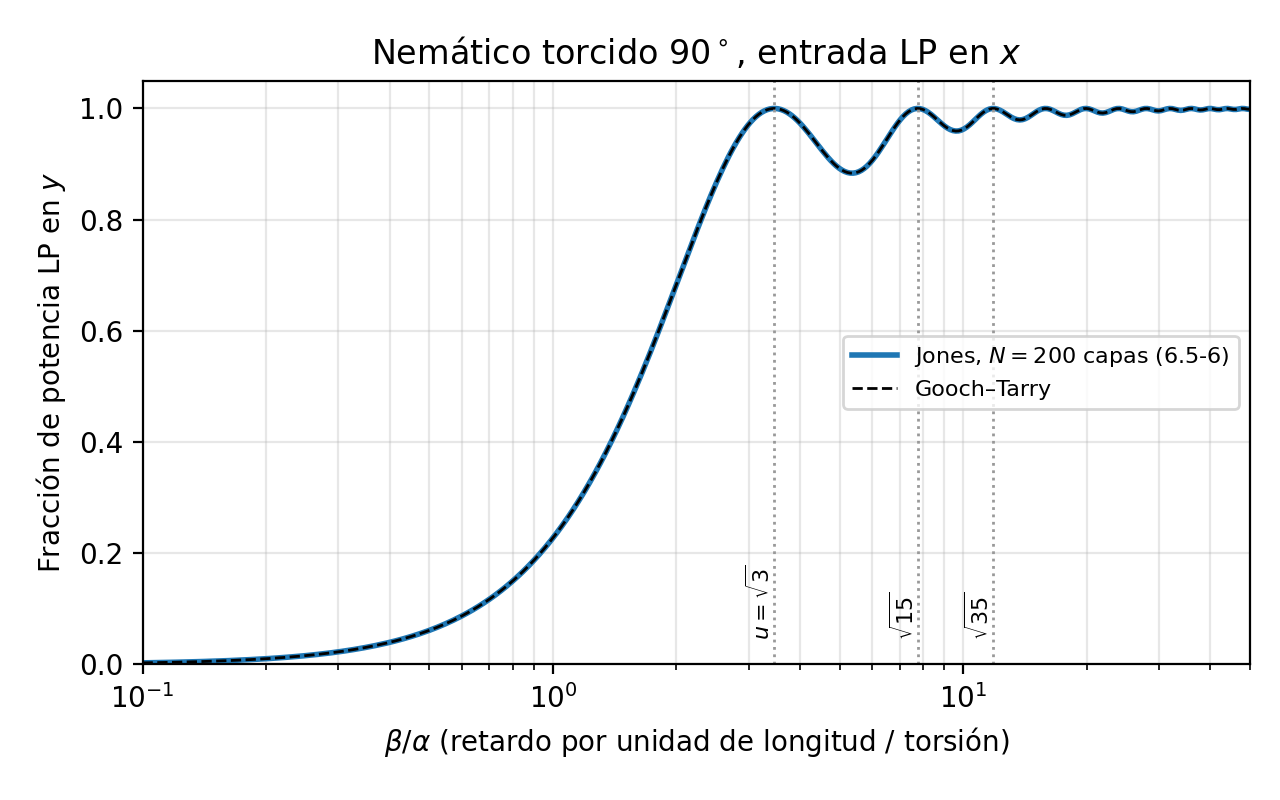 Nemático torcido 90°, entrada LP en x
Fracción de potencia LP en y
1.0
0.8
0.6
0.4
0.2
0.0
Jones, N = 200 capas (6.5-6)
Gooch–Tarry
u = √3
√15
√35
10⁻¹
10⁰
10¹
β/α (retardo por unidad de longitud / torsión)